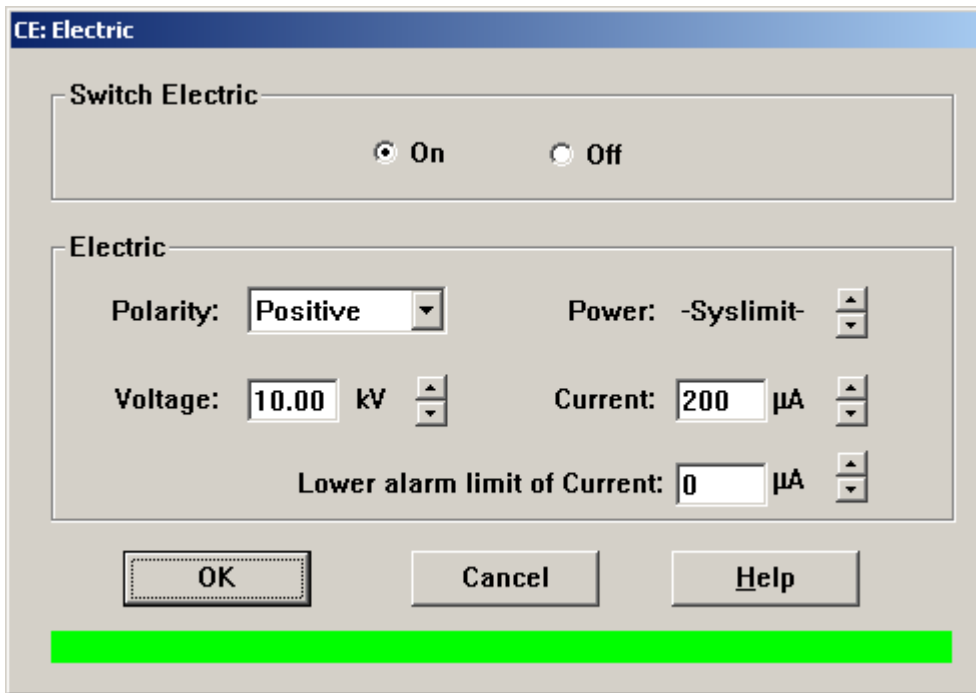 CE: Electric
Switch Electric
On Off
Electric
Polarity: Positive Power: -Syslimit-
Voltage: 10.00 kV Current: 200 µA
Lower alarm limit of Current: 0 µA
OK Cancel Help